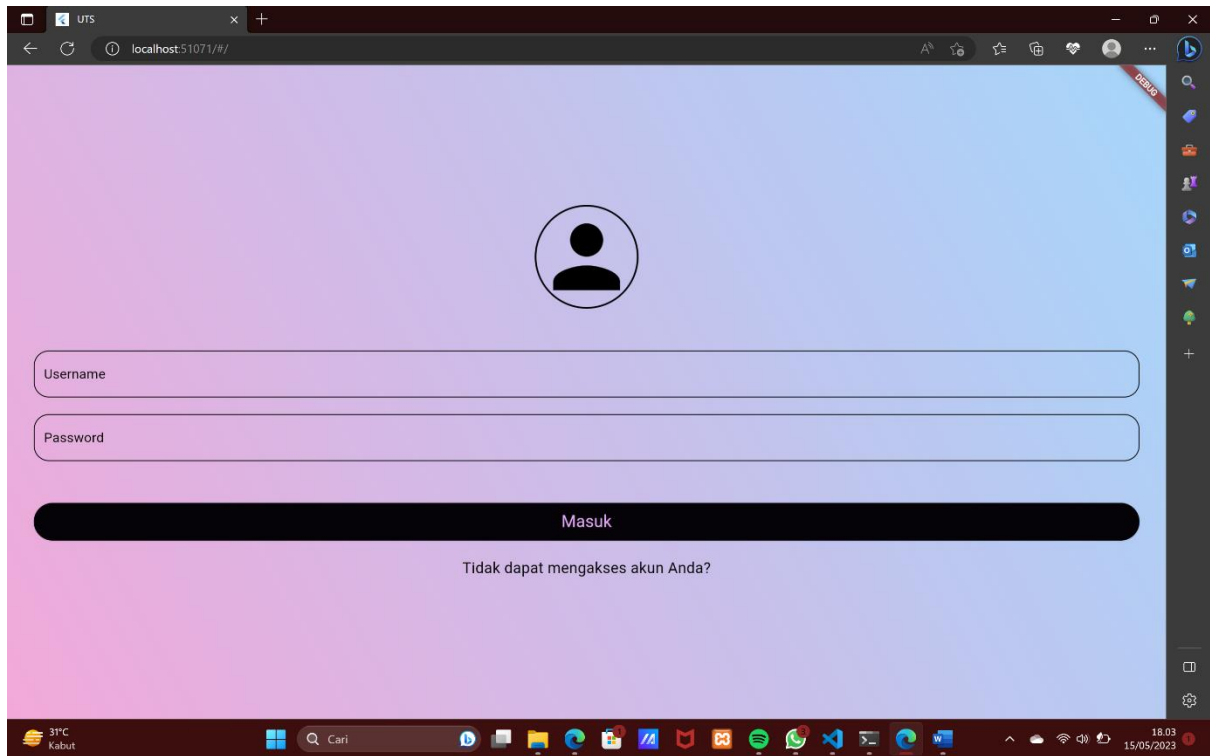 UTS
localhost:51071/#/
DEBUG
Username
Password
Masuk
Tidak dapat mengakses akun Anda?
31°C
Kabut
Cari
18.03
15/05/2023